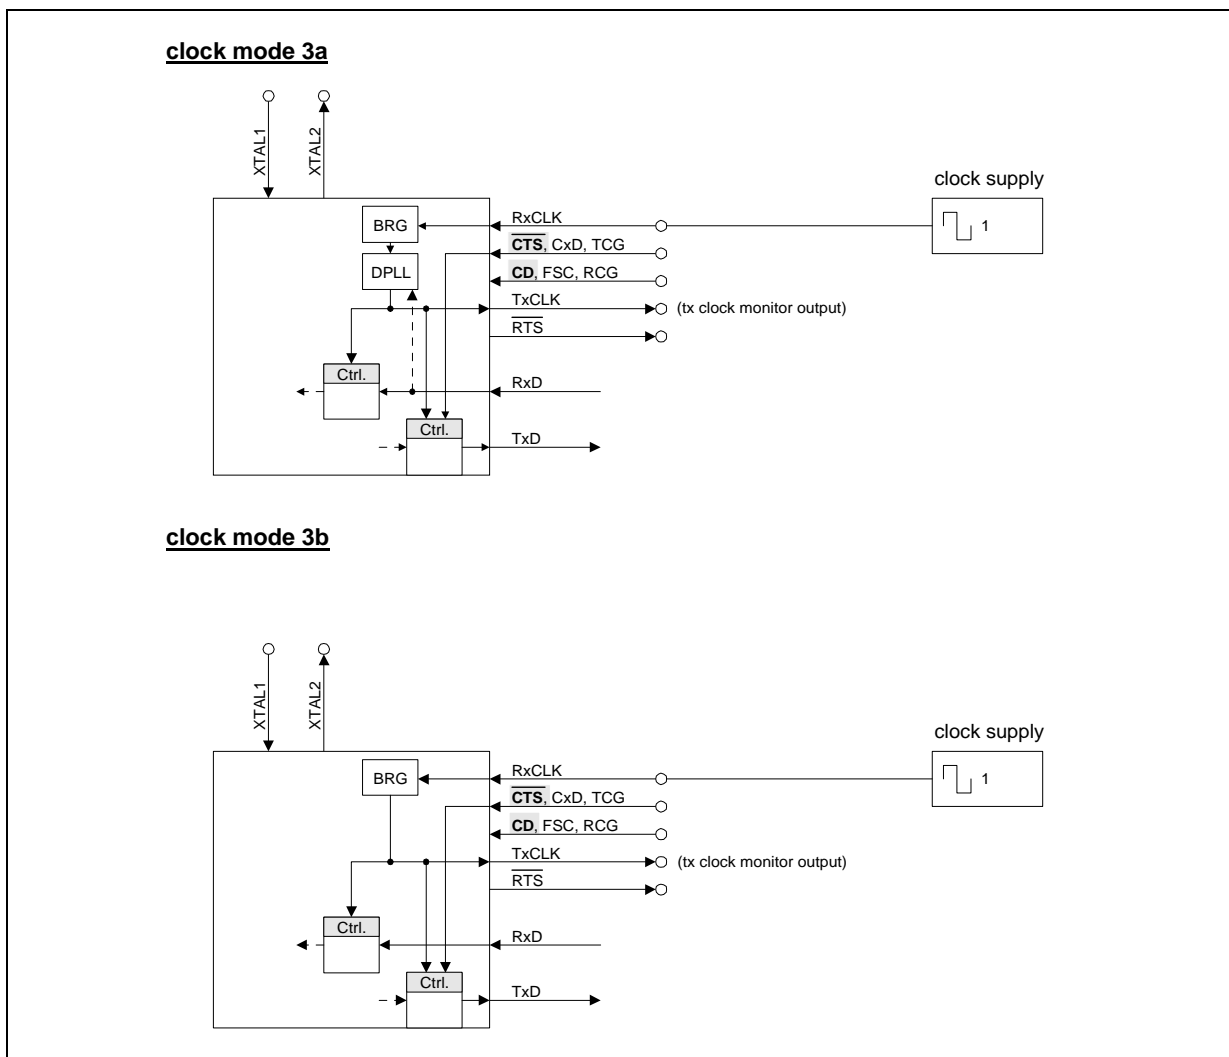 clock mode 3a
XTAL1
XTAL2
clock supply
RxCLK
1
BRG
CTS, CxD, TCG
DPLL
CD, FSC, RCG
TxCLK
(tx clock monitor output)
RTS
Ctrl.
RxD
Ctrl.
TxD
clock mode 3b
XTAL1
XTAL2
clock supply
RxCLK
1
BRG
CTS, CxD, TCG
CD, FSC, RCG
TxCLK
(tx clock monitor output)
RTS
Ctrl.
RxD
Ctrl.
TxD